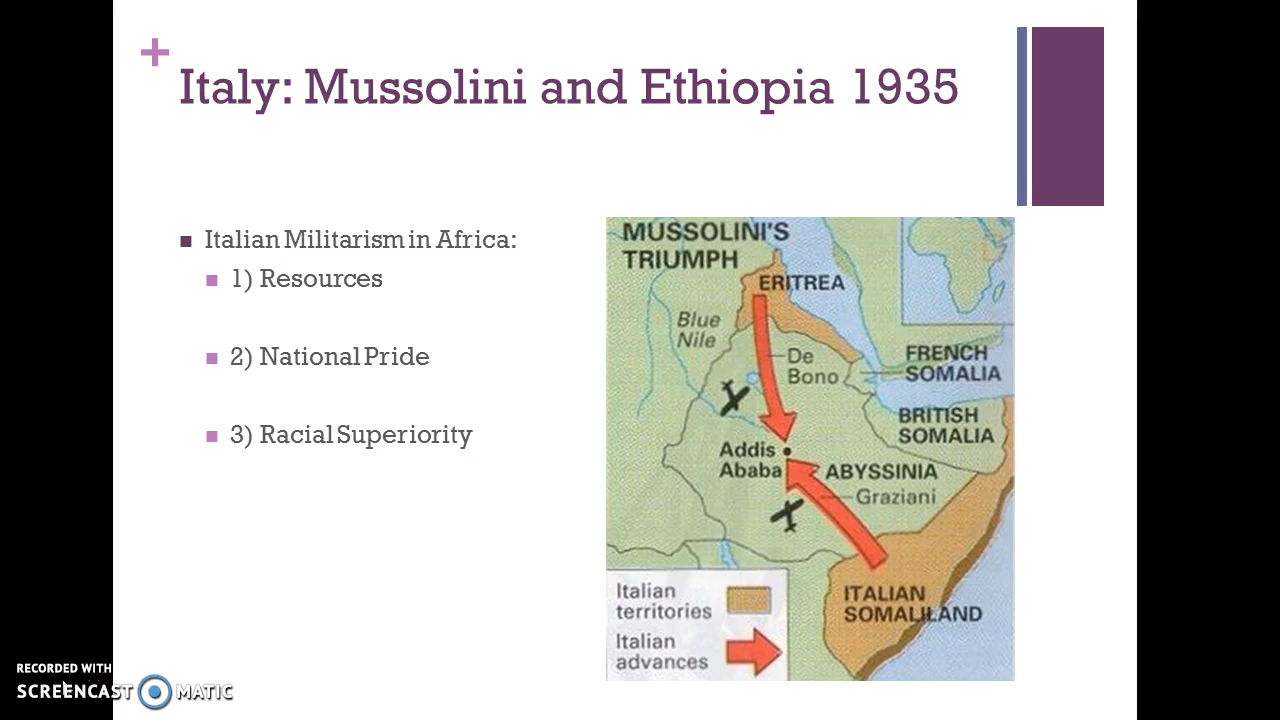 +
Italy: Mussolini and Ethiopia 1935
Italian Militarism in Africa:
1) Resources
2) National Pride
3) Racial Superiority
MUSSOLINI'S
TRIUMPH
ERITREA
Blue
Nile
De
Bono
FRENCH
SOMALIA
BRITISH
SOMALIA
Addis
Ababa
ABYSSINIA
Graziani
ITALIAN
SOMALILAND
Italian
territories
Italian
advances
RECORDED WITH
SCREENCAST MATIC